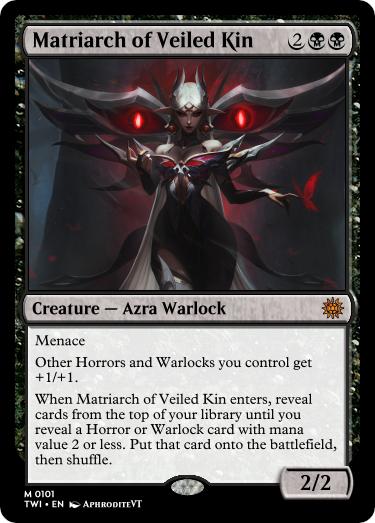 Matriarch of Veiled Kin 2
Creature — Azra Warlock
Menace
Other Horrors and Warlocks you control get
+1/+1.
When Matriarch of Veiled Kin enters, reveal
cards from the top of your library until you
reveal a Horror or Warlock card with mana
value 2 or less. Put that card onto the battlefield,
then shuffle.
2/2
M 0101
TWI • EN AphroditeVT